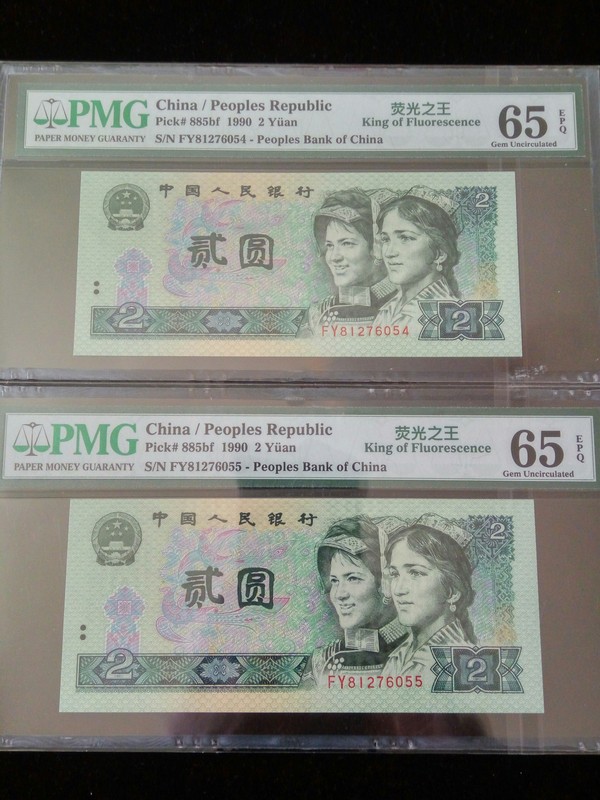 PMG
PAPER MONEY GUARANTY
China / Peoples Republic
Pick# 885bf 1990 2 Yüan
S/N FY81276054 - Peoples Bank of China
荧光之王
King of Fluorescence
65
EPQ
Gem Uncirculated
中国人民银行
贰圆
2
2
FY81276054
2
PMG
PAPER MONEY GUARANTY
China / Peoples Republic
Pick# 885bf 1990 2 Yüan
S/N FY81276055 - Peoples Bank of China
荧光之王
King of Fluorescence
65
EPQ
Gem Uncirculated
中国人民银行
贰圆
2
2
FY81276055
2